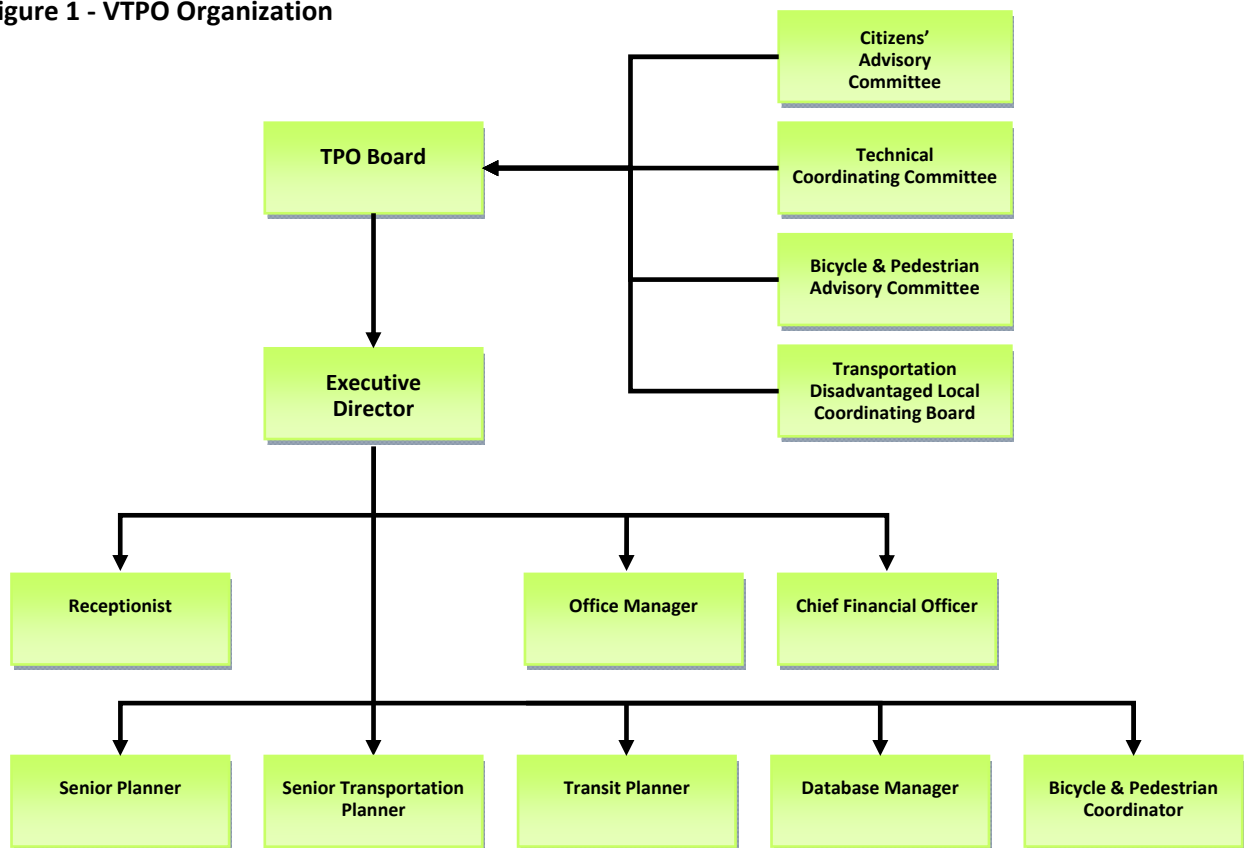 igure 1 - VTPO Organization
Citizens’
Advisory
Committee
TPO Board
Technical
Coordinating Committee
Bicycle & Pedestrian
Advisory Committee
Executive
Director
Transportation
Disadvantaged Local
Coordinating Board
Receptionist
Office Manager
Chief Financial Officer
Senior Planner
Senior Transportation
Planner
Transit Planner
Database Manager
Bicycle & Pedestrian
Coordinator